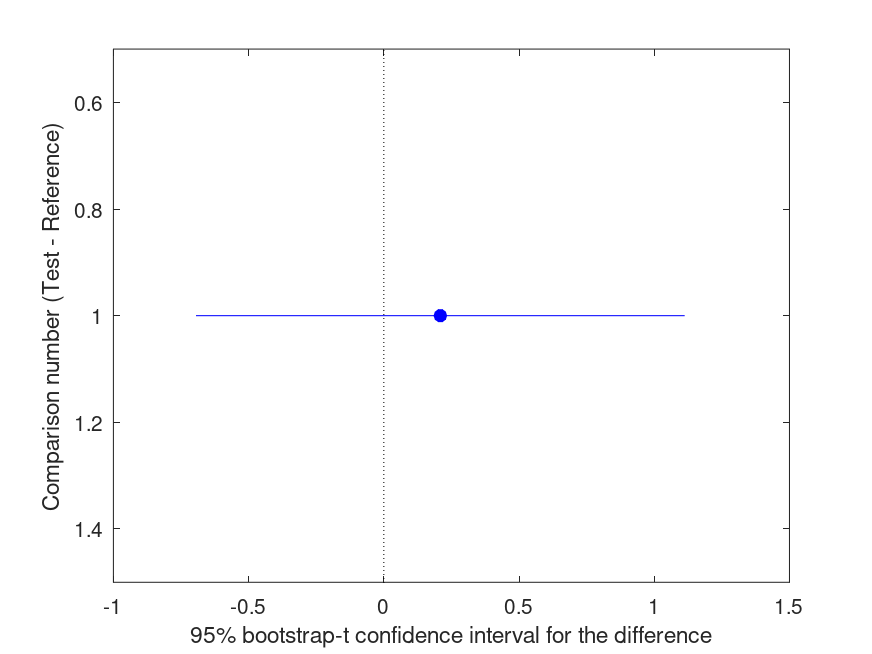 0.6
0.8
1
1.2
1.4
Comparison number (Test - Reference)
-1 -0.5 0 0.5 1 1.5
95% bootstrap-t confidence interval for the difference